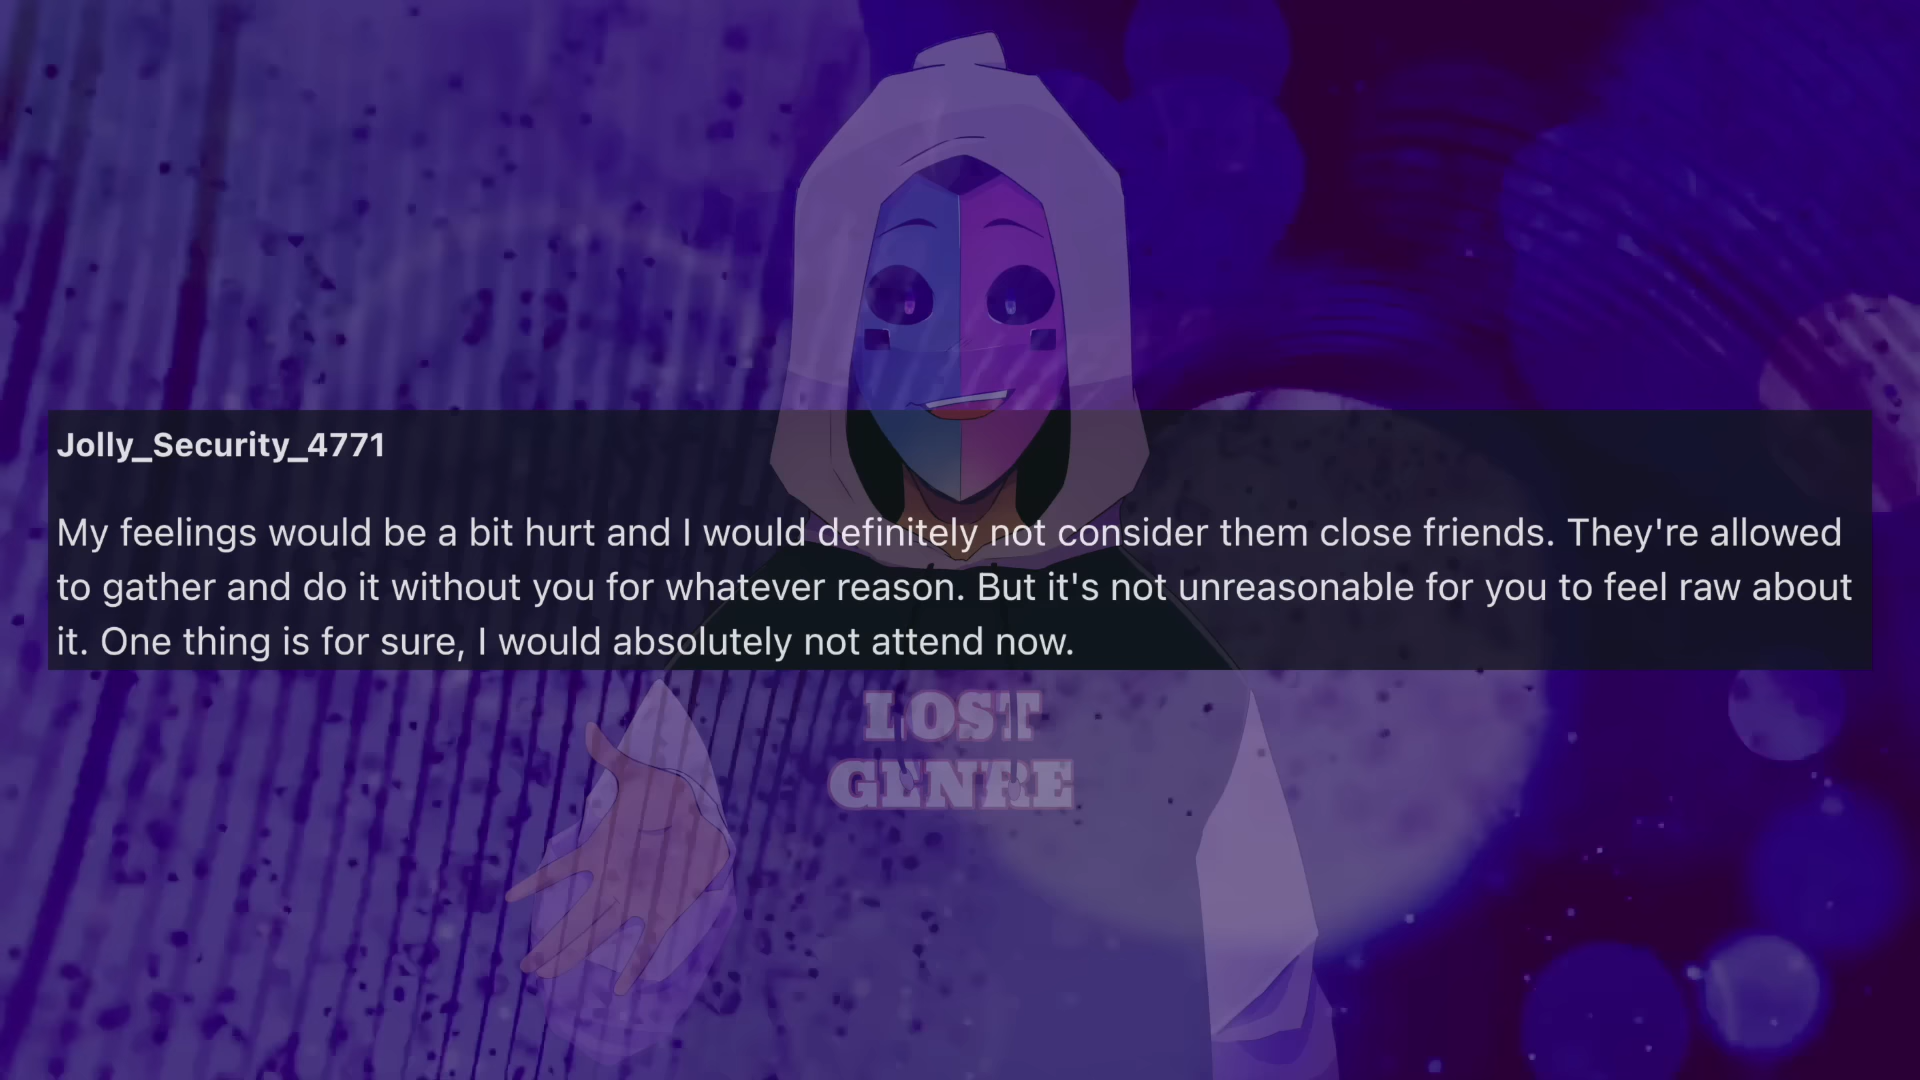 Jolly_Security_4771
My feelings would be a bit hurt and I would definitely not consider them close friends. They're allowed
to gather and do it without you for whatever reason. But it's not unreasonable for you to feel raw about
it. One thing is for sure, I would absolutely not attend now.
LOST
GENRE